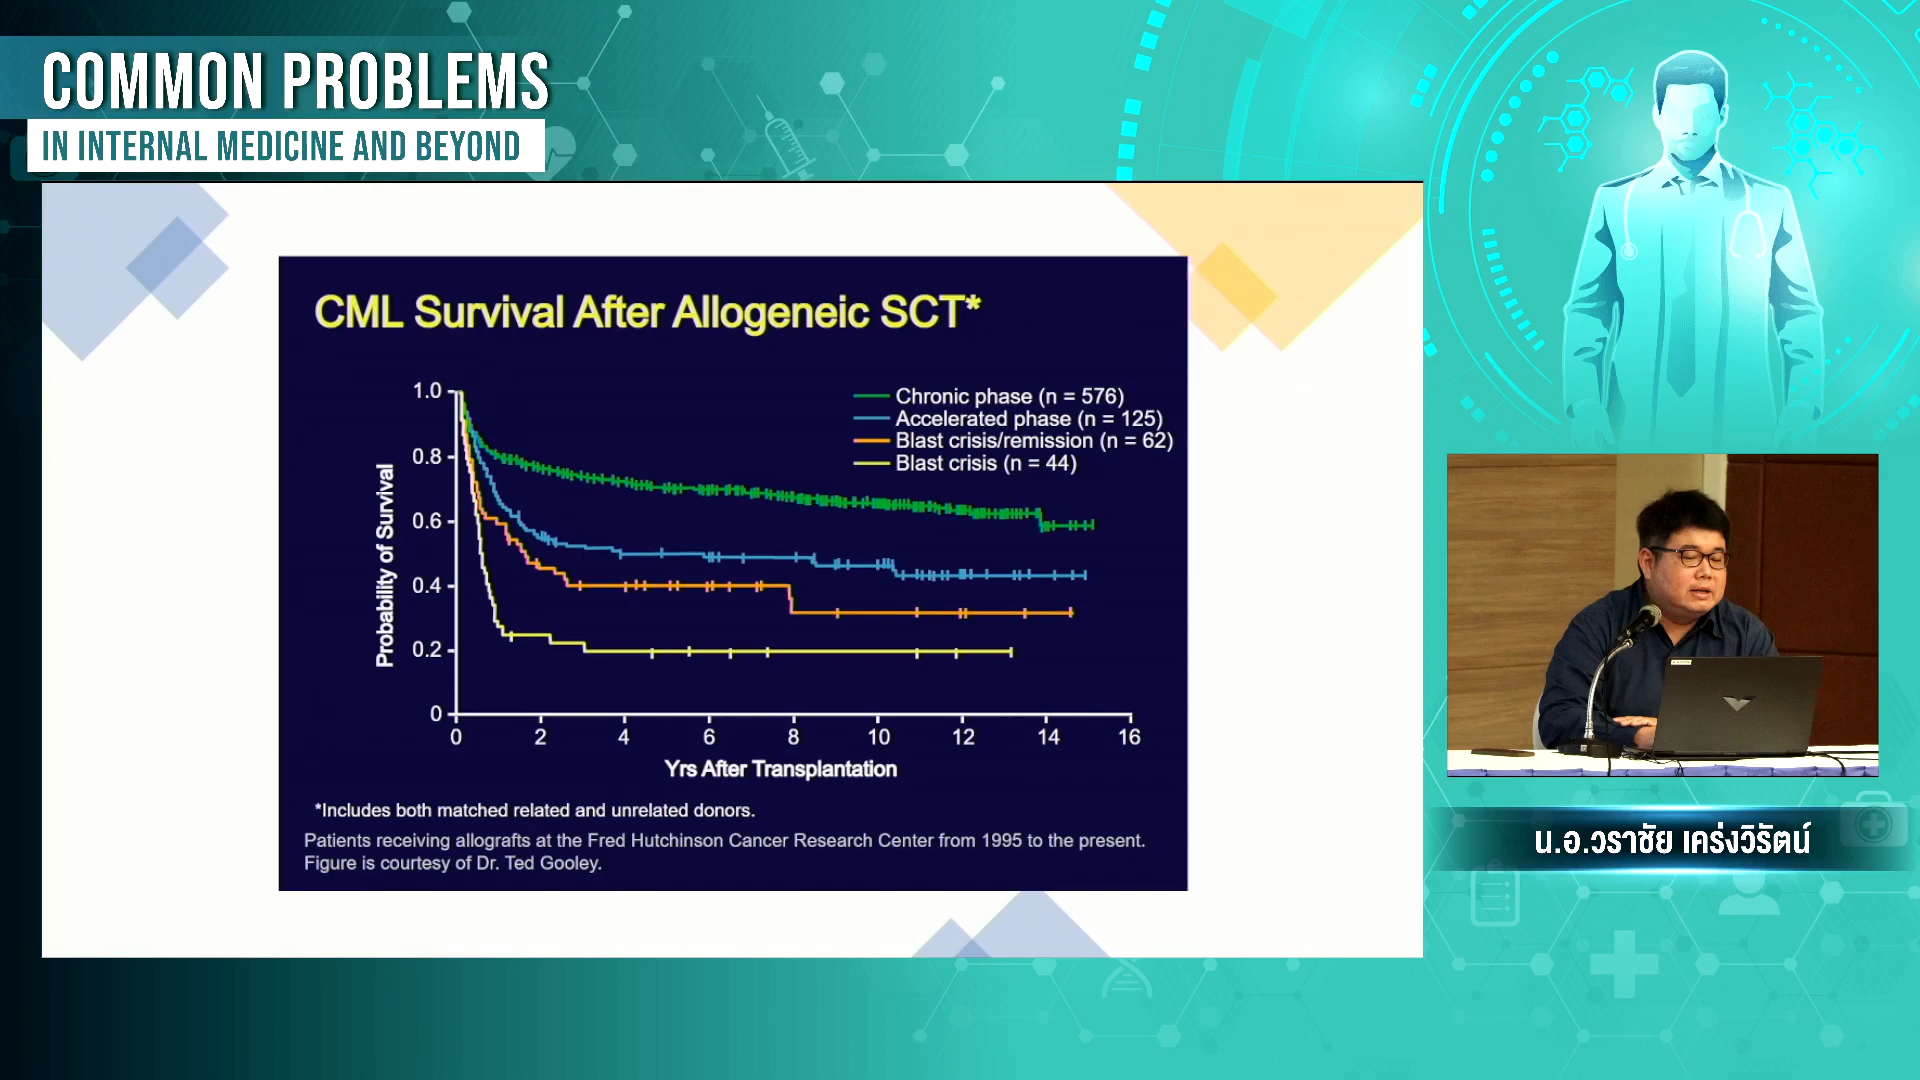 COMMON PROBLEMS
IN INTERNAL MEDICINE AND BEYOND
CML Survival After Allogeneic SCT*
Chronic phase (n = 576)
Accelerated phase (n = 125)
Blast crisis/remission (n = 62)
Blast crisis (n = 44)
Probability of Survival
1.0
0.8
0.6
0.4
0.2
0
0 2 4 6 8 10 12 14 16
Yrs After Transplantation
*Includes both matched related and unrelated donors.
Patients receiving allografts at the Fred Hutchinson Cancer Research Center from 1995 to the present.
Figure is courtesy of Dr. Ted Gooley.
น.อ.วราชัย เคร่งวิรัตน์